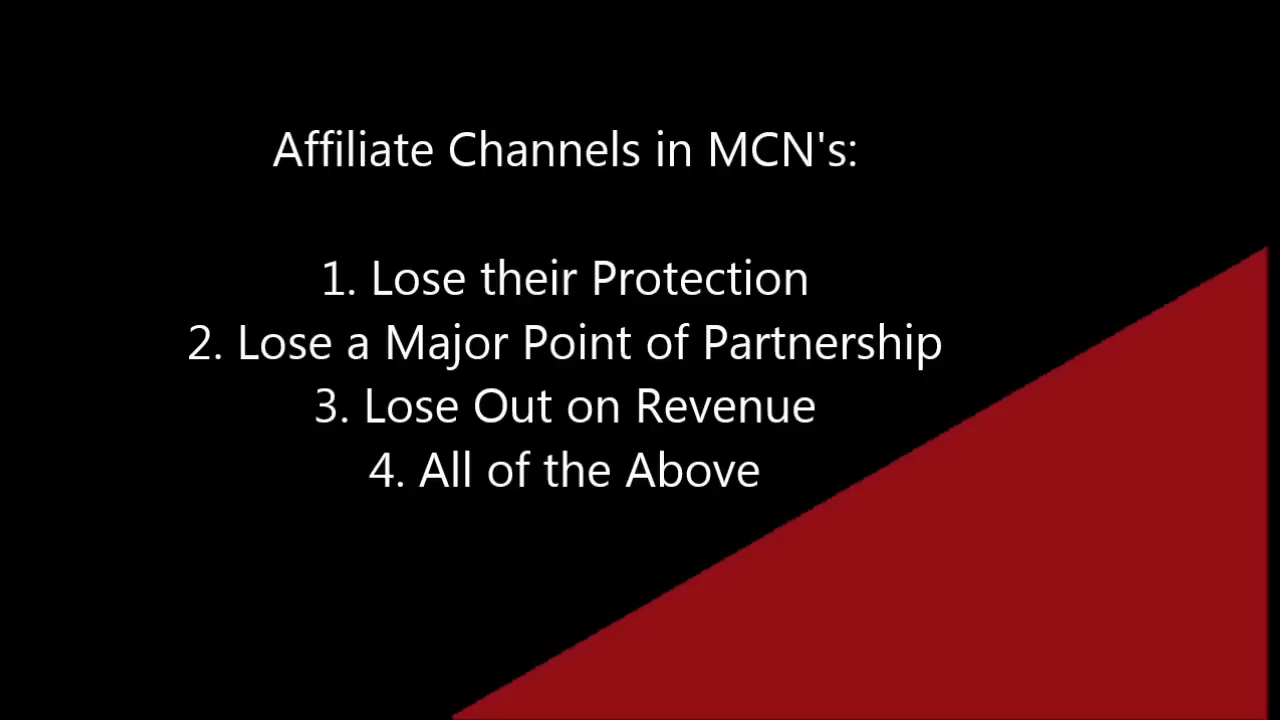 Affiliate Channels in MCN's:
1. Lose their Protection
2. Lose a Major Point of Partnership
3. Lose Out on Revenue
4. All of the Above